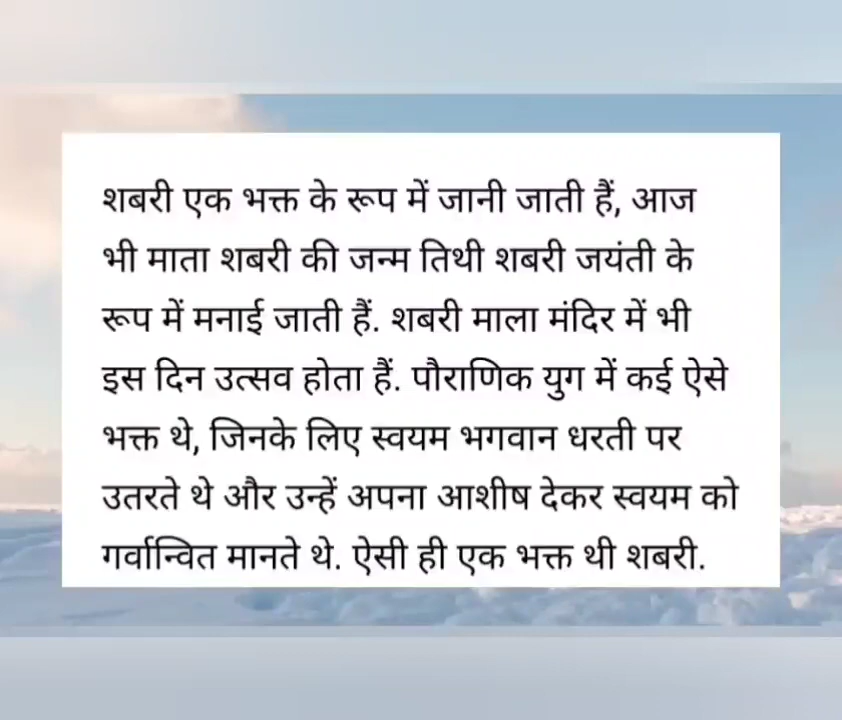 शबरी एक भक्त के रूप में जानी जाती हैं, आज
भी माता शबरी की जन्म तिथी शबरी जयंती के
रूप में मनाई जाती हैं. शबरी माला मंदिर में भी
इस दिन उत्सव होता हैं. पौराणिक युग में कई ऐसे
भक्त थे, जिनके लिए स्वयम भगवान धरती पर
उतरते थे और उन्हें अपना आशीष देकर स्वयम को
गर्वान्वित मानते थे. ऐसी ही एक भक्त थी शबरी.